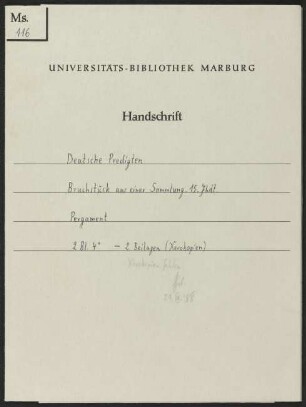 Ms.
116
UNIVERSITÄTS-BIBLIOTHEK MARBURG
Handschrift
Deutsche Predigten
Bruchstück aus einer Sammlung. 15. Jhdt.
Pergament
2 Bl. 4° – 2 Beilagen (Xerokopien)